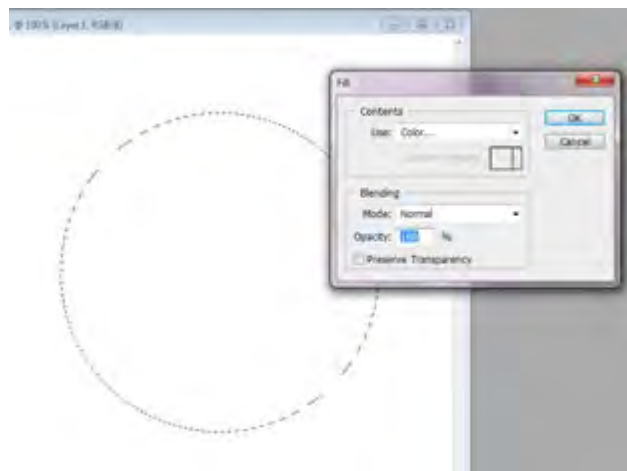 @ 100% (Layer 1, RGB/8)
Fill
Contents
Use: Color...
OK
Cancel
Blending
Mode: Normal
Opacity: 100 %
Preserve Transparency